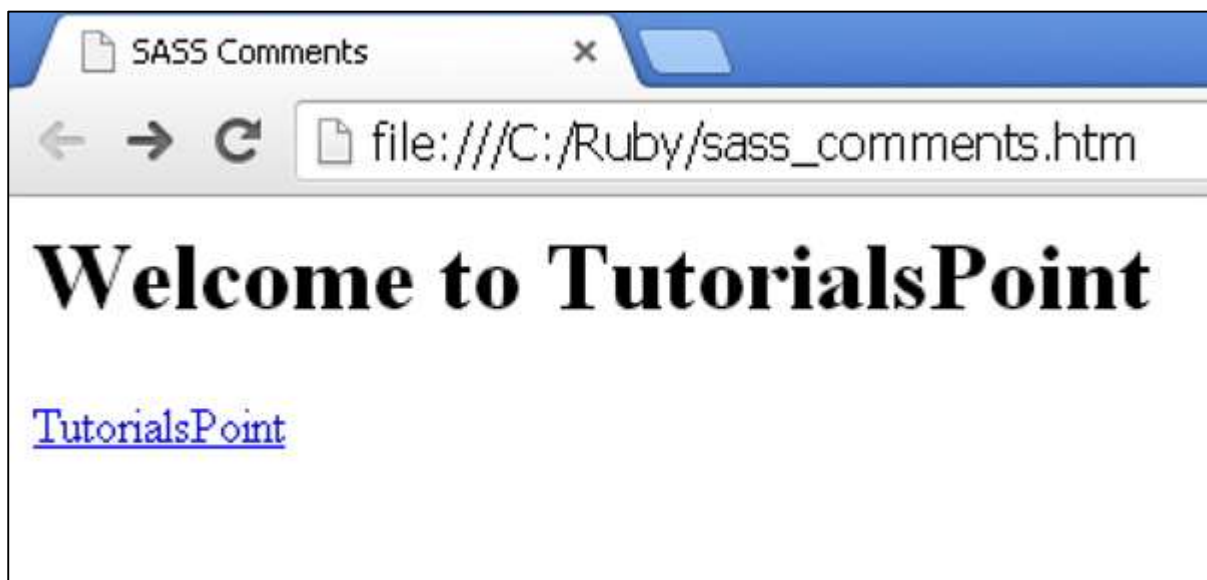 SASS Comments
file:///C:/Ruby/sass_comments.htm
Welcome to TutorialsPoint
TutorialsPoint